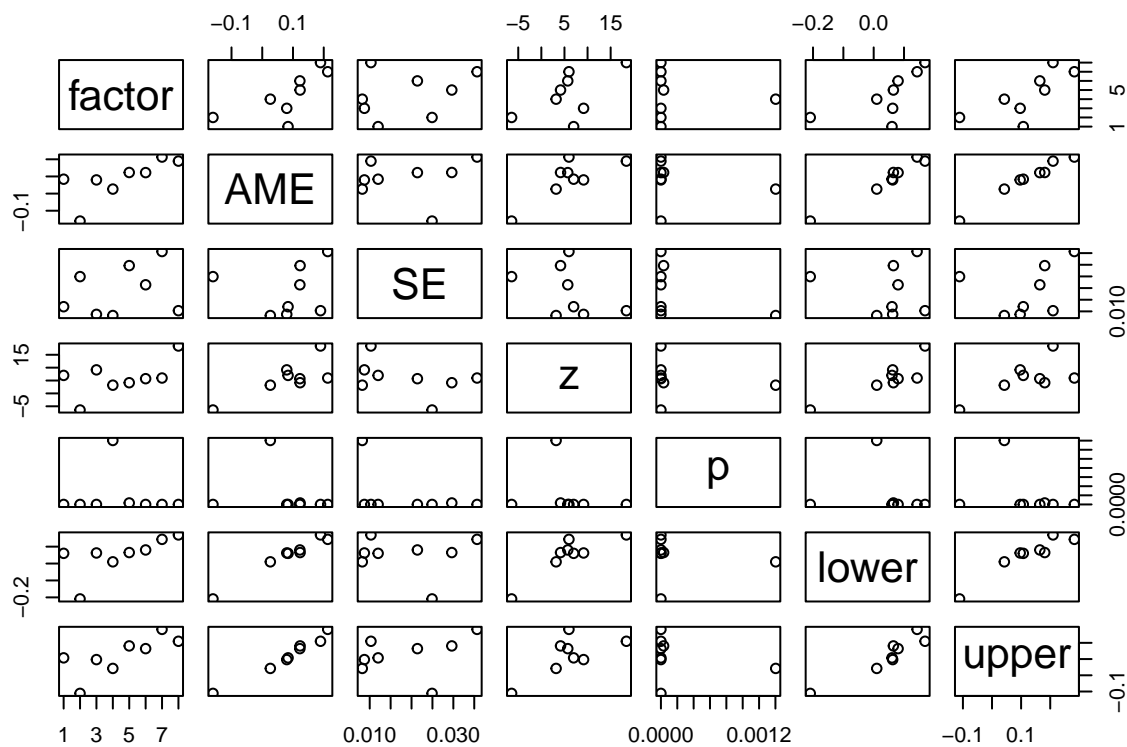 −0.1 0.1 −5 5 15 −0.2 0.0
factor 1 5
−0.1 AME
SE 0.010
−5 15 z
p 0.0000
−0.2 lower
upper −0.1
1 3 5 7 0.010 0.030 0.0000 0.0012 −0.1 0.1